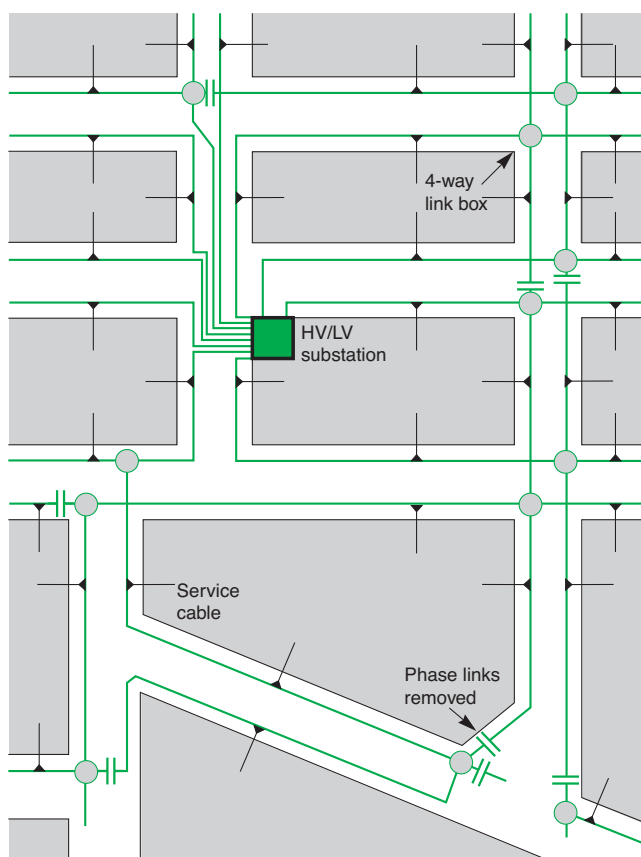 4-way
link box
HV/LV
substation
Service
cable
Phase links
removed